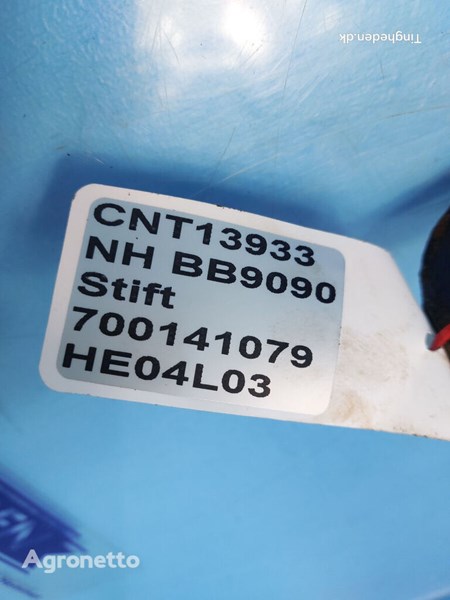 Tingheden.dk
CNT13933
NH BB9090
Stift
700141079
HE04L03
Agronetto